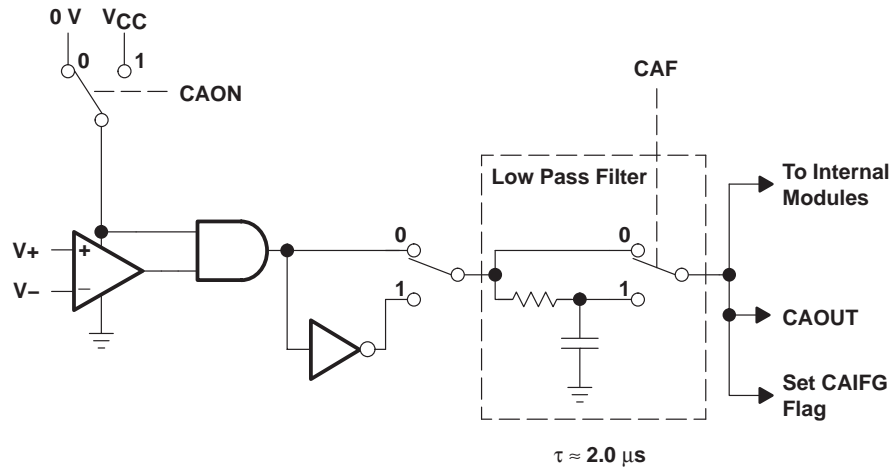 0 V
VCC
0
1
CAON
CAF
Low Pass Filter
To Internal
Modules
V+
+
V−
−
0
1
0
1
CAOUT
Set CAIFG
Flag
τ ≈ 2.0 μs